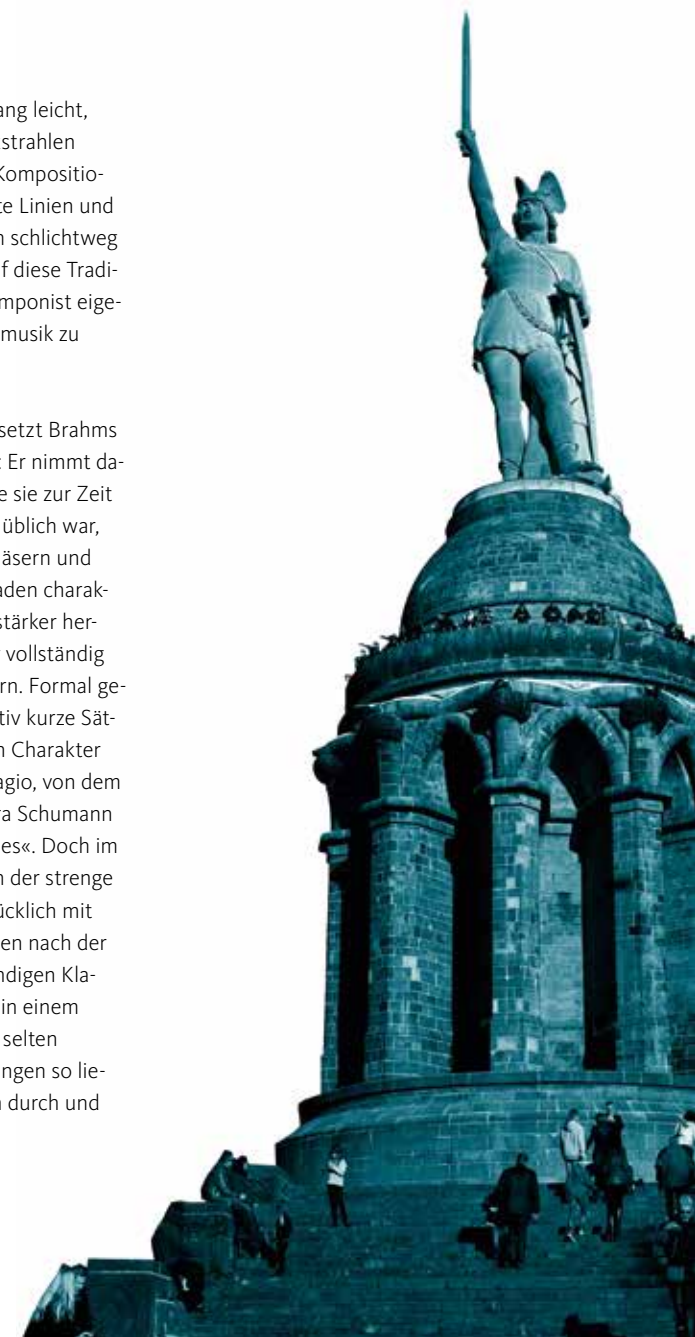 ang leicht,
strahlen
Kompositio-
te Linien und
n schlichtweg
f diese Tradi-
mponist eige-
musik zu
setzt Brahms
: Er nimmt da-
e sie zur Zeit
üblich war,
äsern und
aden charak-
stärker her-
r vollständig
rn. Formal ge-
tiv kurze Sät-
n Charakter
agio, von dem
ra Schumann
es«. Doch im
n der strenge
ücklich mit
en nach der
ndigen Kla-
in einem
selten
ngen so lie-
n durch und